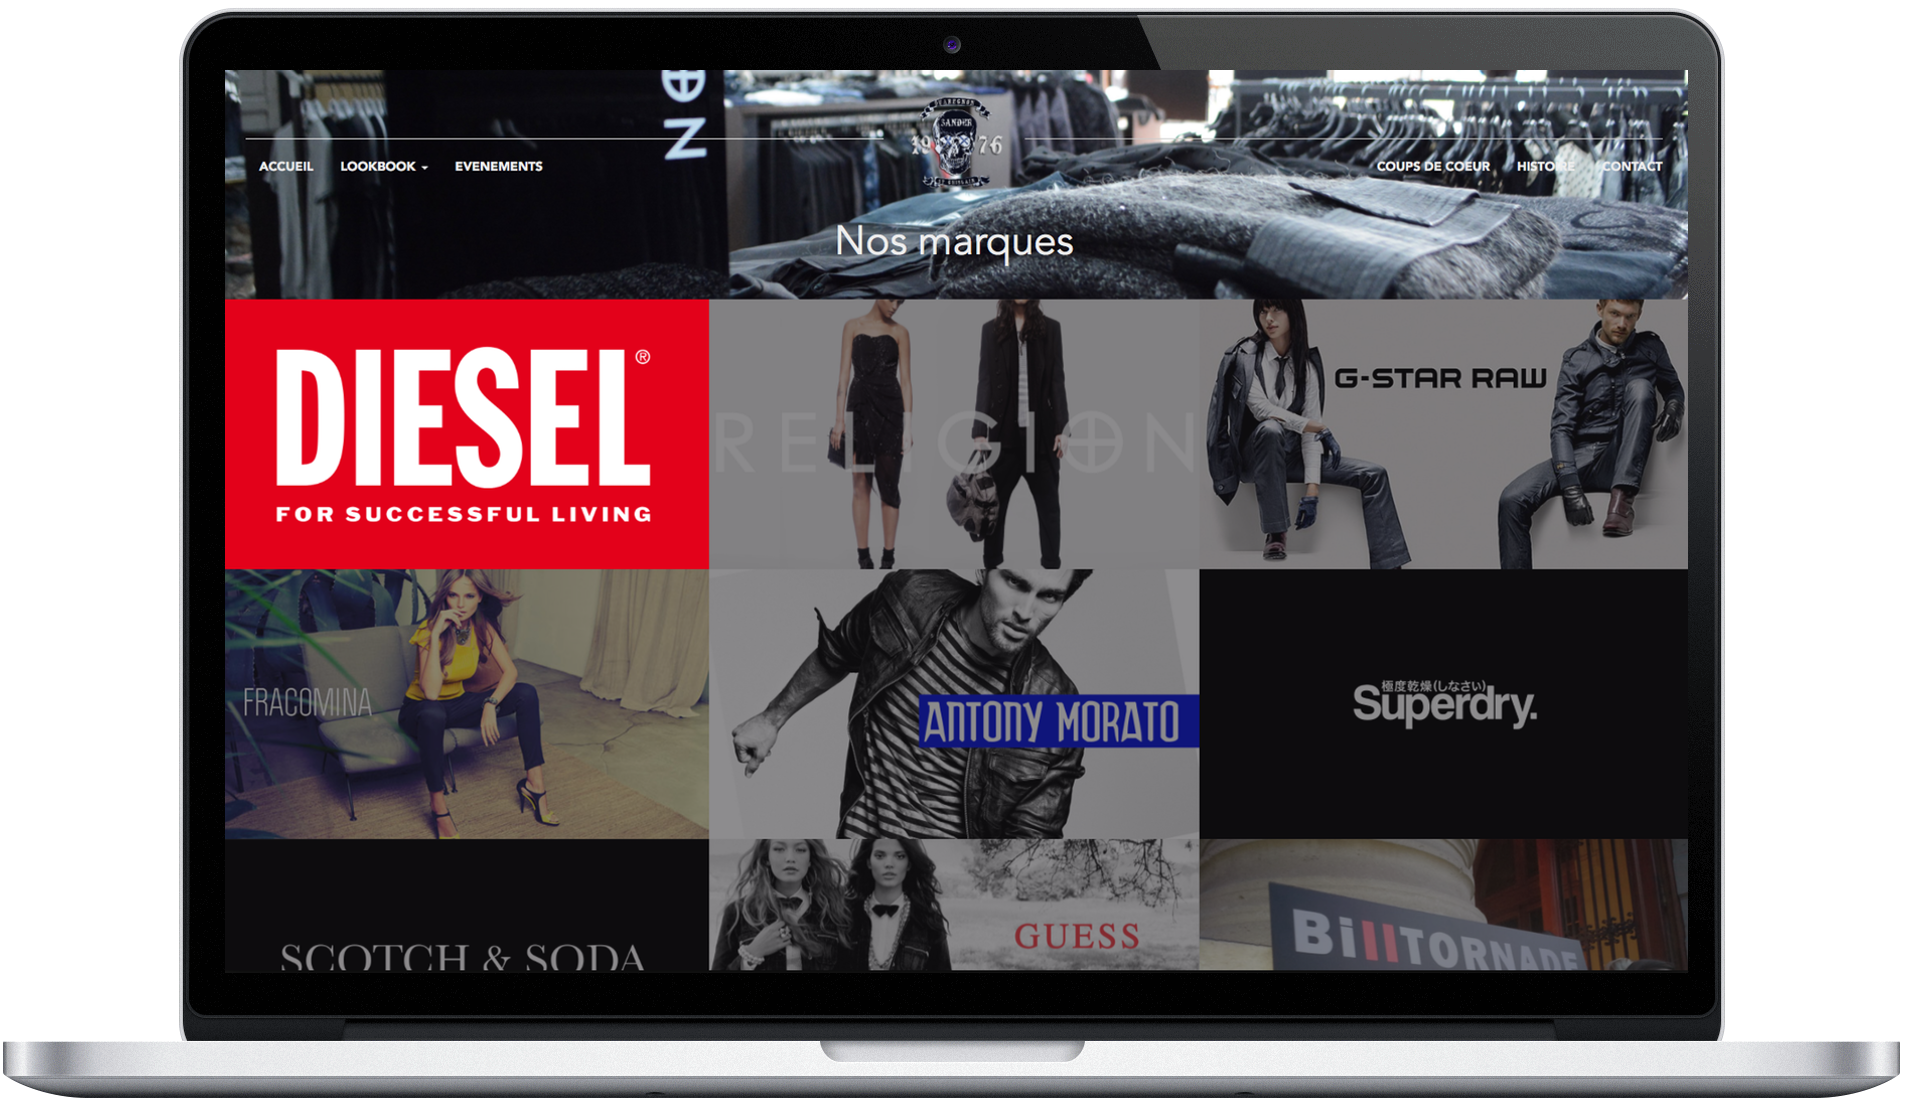 NO
SANDER
1976
ACCUEIL
LOOKBOOK
EVENEMENTS
COUPS DE COEUR
HISTOIRE
CONTACT
Nos marques
DIESEL®
FOR SUCCESSFUL LIVING
RELIGION
G-STAR RAW
FRACOMINA
ANTONY MORATO
極度乾燥(しなさい)
Superdry.
SCOTCH & SODA
GUESS
BillTORNADE